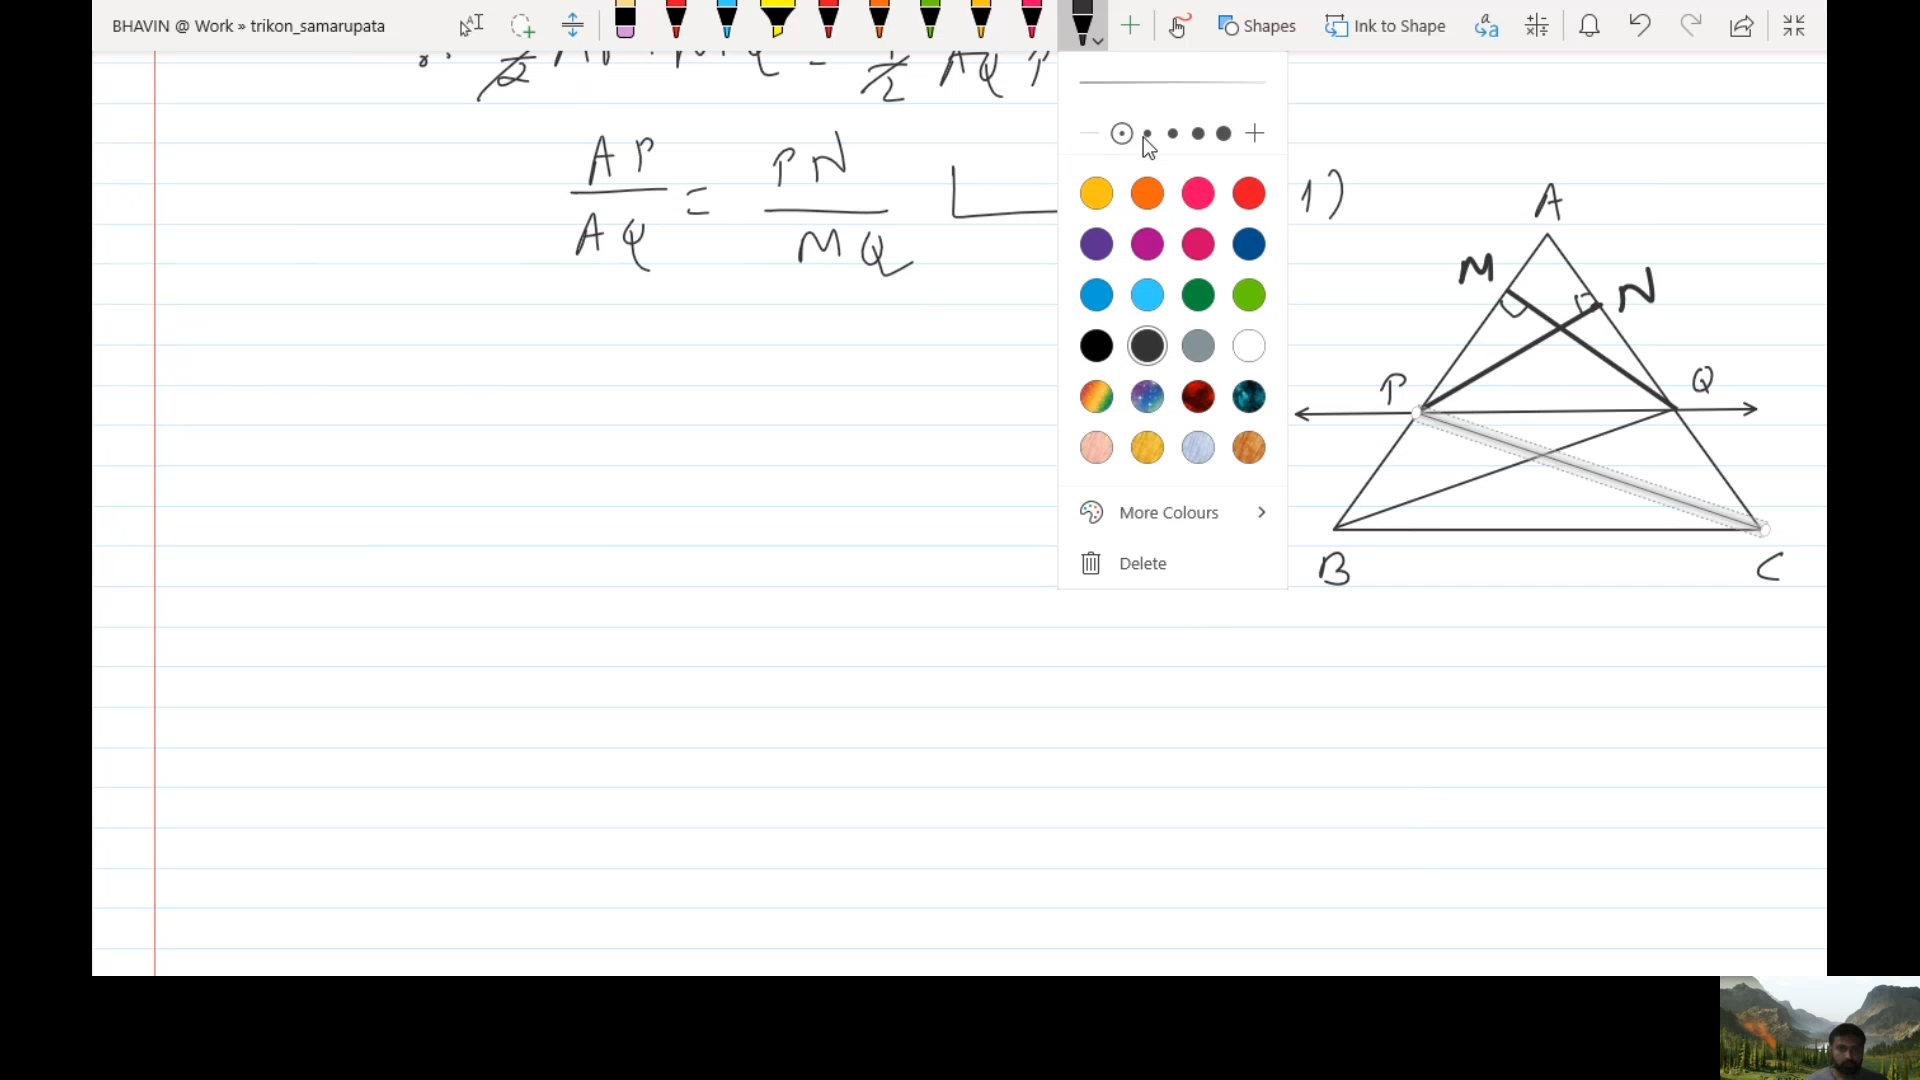 BHAVIN @ Work » trikon_samarupata
Shapes
Ink to Shape
AP/AQ = PN/MQ
1)
A
M
N
P
Q
B
C
More Colours
Delete